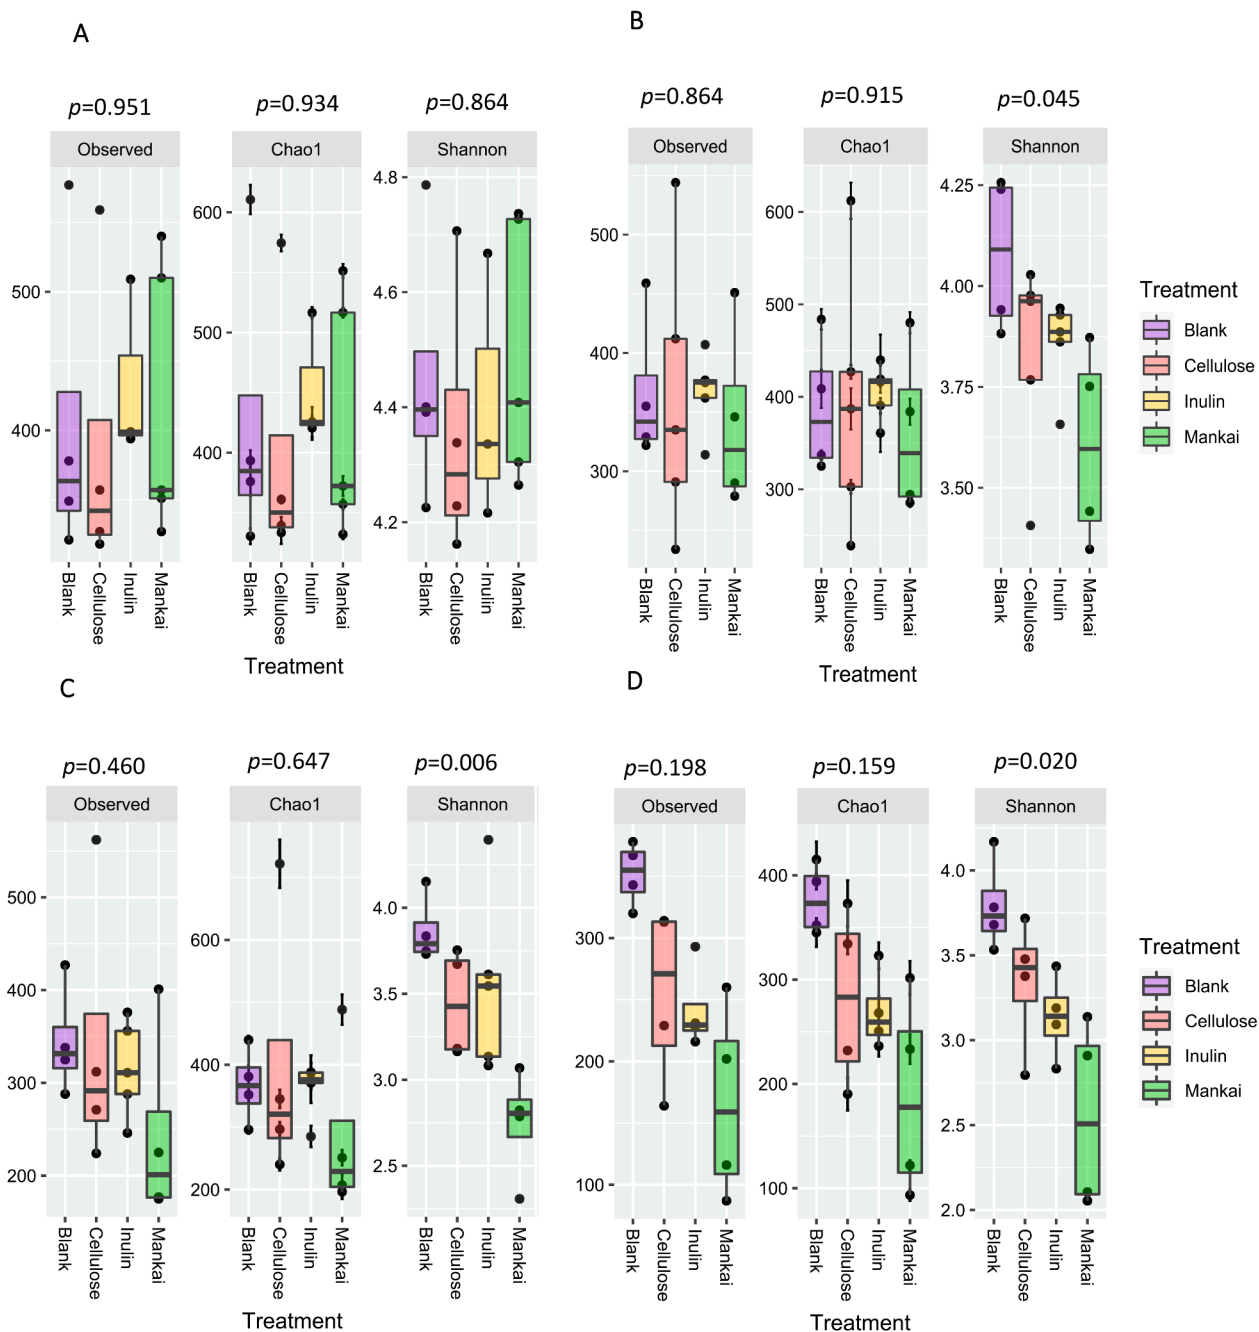 A
B
p=0.951
p=0.934
p=0.864
p=0.864
p=0.915
p=0.045
Observed
Chao1
Shannon
Observed
Chao1
Shannon
500
400
600
500
400
4.8
4.6
4.4
4.2
500
400
300
600
500
400
300
4.25
4.00
3.75
3.50
Blank
Cellulose
Inulin
Mankai
Blank
Cellulose
Inulin
Mankai
Blank
Cellulose
Inulin
Mankai
Blank
Cellulose
Inulin
Mankai
Blank
Cellulose
Inulin
Mankai
Blank
Cellulose
Inulin
Mankai
Treatment
Treatment
Treatment
Blank
Cellulose
Inulin
Mankai
C
D
p=0.460
p=0.647
p=0.006
p=0.198
p=0.159
p=0.020
Observed
Chao1
Shannon
Observed
Chao1
Shannon
500
400
300
200
600
400
200
4.0
3.5
3.0
2.5
300
200
100
400
300
200
100
4.0
3.5
3.0
2.5
2.0
Blank
Cellulose
Inulin
Mankai
Blank
Cellulose
Inulin
Mankai
Blank
Cellulose
Inulin
Mankai
Blank
Cellulose
Inulin
Mankai
Blank
Cellulose
Inulin
Mankai
Blank
Cellulose
Inulin
Mankai
Treatment
Treatment
Treatment
Blank
Cellulose
Inulin
Mankai